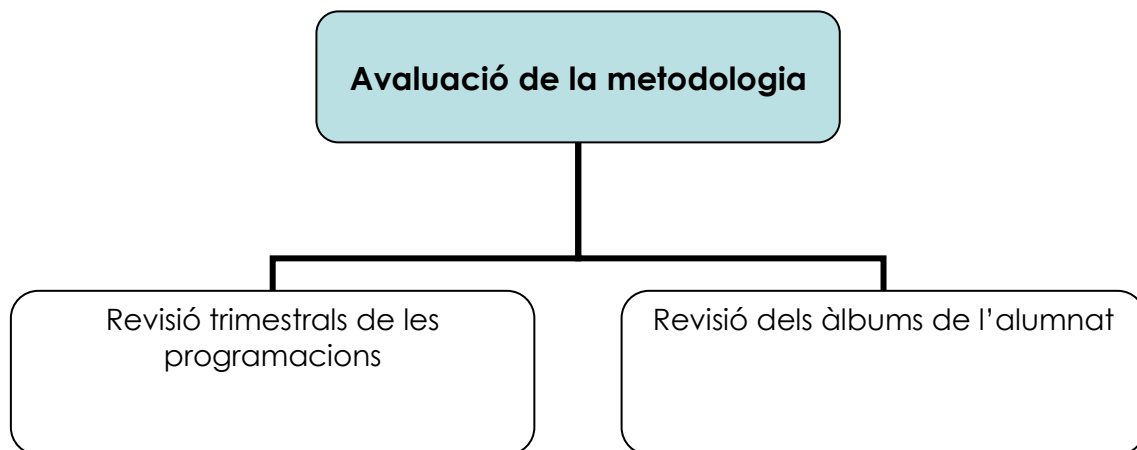 Avaluació de la metodologia
Revisió trimestrals de les
programacions
Revisió dels àlbums de l’alumnat